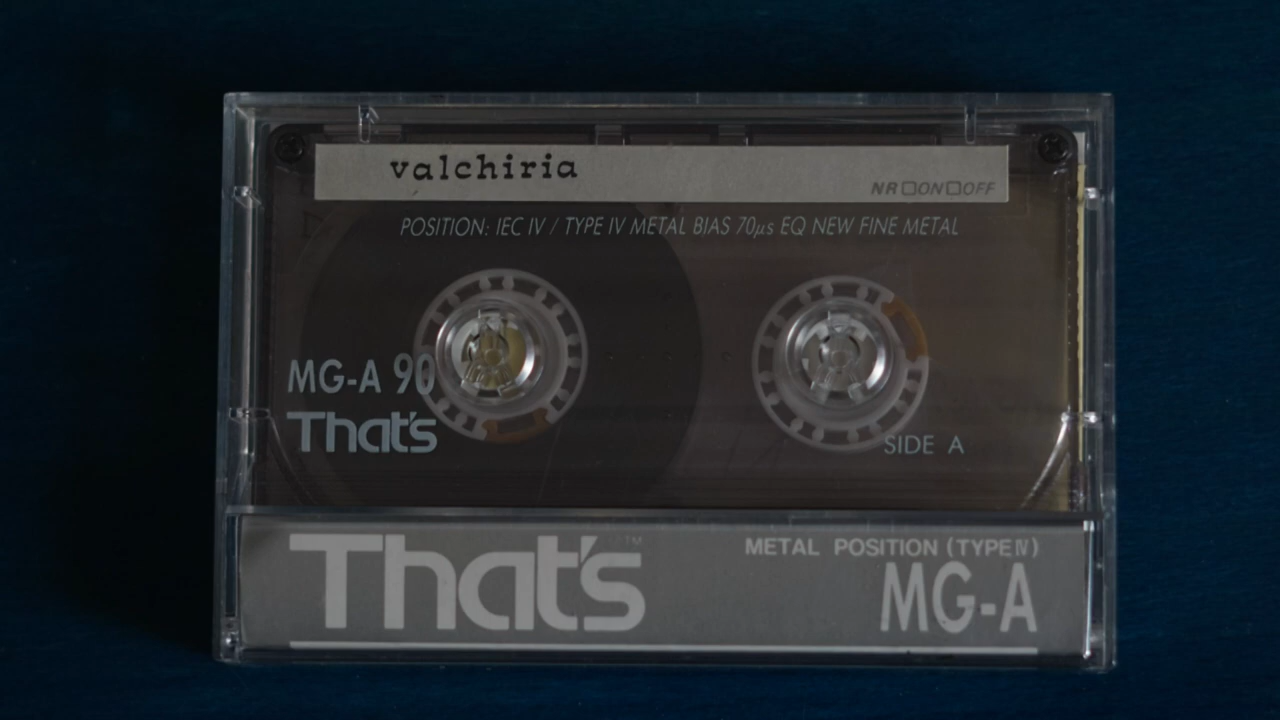 valchiria
NR □ON□OFF
POSITION: IEC IV / TYPE IV METAL BIAS 70μs EQ NEW FINE METAL
MG-A 90
That's
SIDE A
That's™
METAL POSITION (TYPE IV)
MG-A